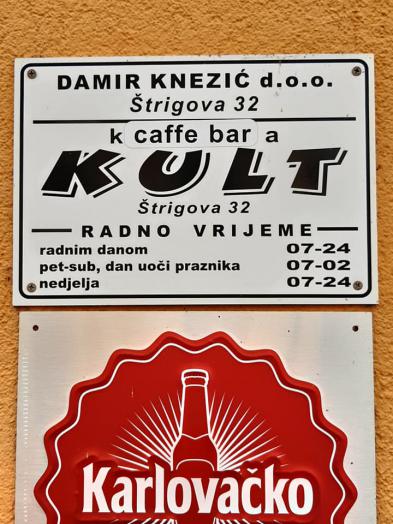 DAMIR KNEZIĆ d.o.o.
Štrigova 32
k caffe bar a
KULT
Štrigova 32
RADNO VRIJEME
radnim danom 07-24
pet-sub, dan uoči praznika 07-02
nedjelja 07-24
Karlovačko